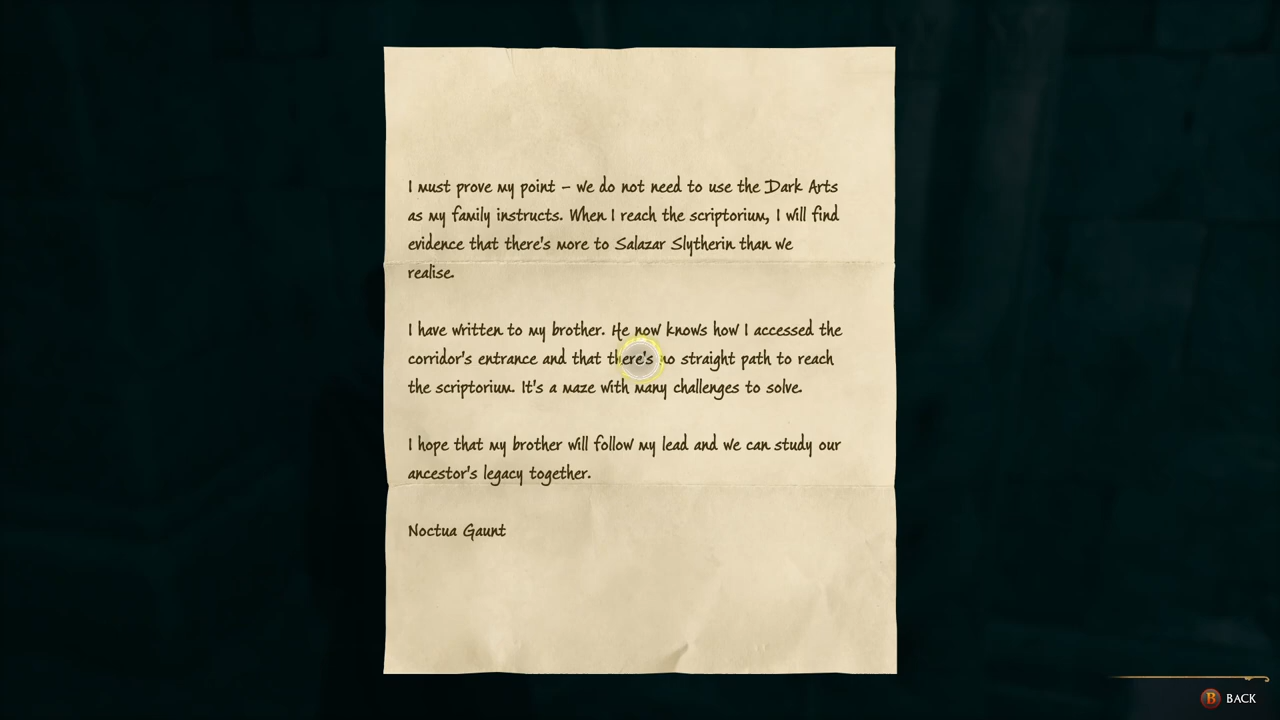 I must prove my point – we do not need to use the Dark Arts
as my family instructs. When I reach the scriptorium, I will find
evidence that there's more to Salazar Slytherin than we
realise.
I have written to my brother. He now knows how I accessed the
corridor's entrance and that there's no straight path to reach
the scriptorium. It's a maze with many challenges to solve.
I hope that my brother will follow my lead and we can study our
ancestor's legacy together.
Noctua Gaunt
B BACK